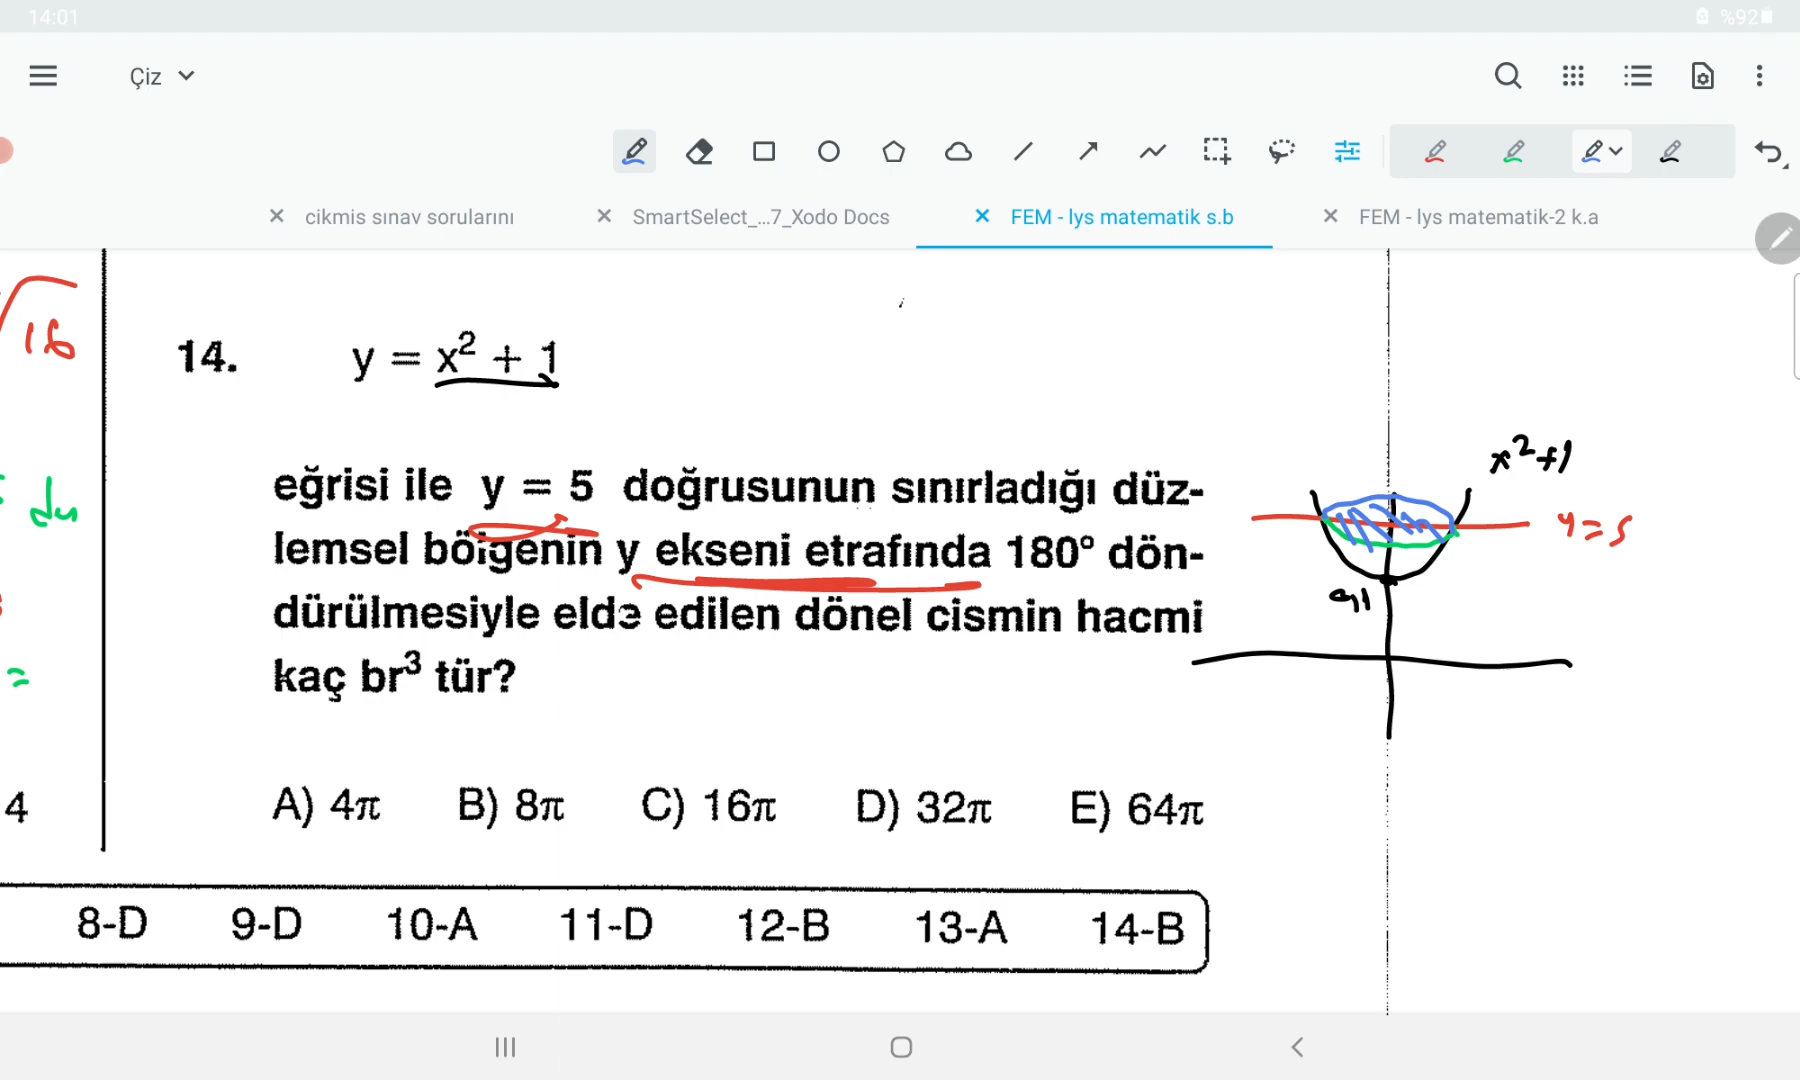 14:01 %92
Çiz
cikmis sınav sorularını SmartSelect_...7_Xodo Docs FEM - lys matematik s.b FEM - lys matematik-2 k.a
√16
14. y = x² + 1
x²+1
eğrisi ile y = 5 doğrusunun sınırladığı düz-
y=5
du
lemsel bölgenin y ekseni etrafında 180° dön-
dürülmesiyle elde edilen dönel cismin hacmi
=
kaç br³ tür?
4
A) 4π B) 8π C) 16π D) 32π E) 64π
8-D 9-D 10-A 11-D 12-B 13-A 14-B